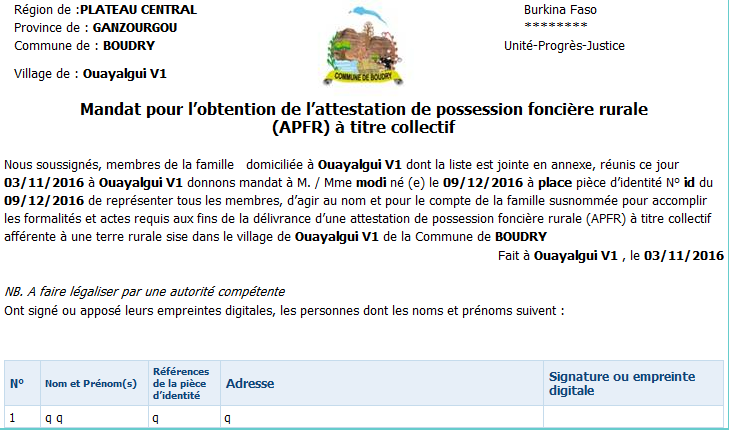 Région de :PLATEAU CENTRAL
Burkina Faso
Province de : GANZOURGOU
********
Commune de : BOUDRY
Unité-Progrès-Justice
Village de : Ouayalgui V1
COMMUNE DE BOUDRY
Mandat pour l'obtention de l'attestation de possession foncière rurale
(APFR) à titre collectif
Nous soussignés, membres de la famille domiciliée à Ouayalgui V1 dont la liste est jointe en annexe, réunis ce jour
03/11/2016 à Ouayalgui V1 donnons mandat à M. / Mme modi né (e) le 09/12/2016 à place pièce d'identité N° id du
09/12/2016 de représenter tous les membres, d'agir au nom et pour le compte de la famille susnommée pour accomplir
les formalités et actes requis aux fins de la délivrance d'une attestation de possession foncière rurale (APFR) à titre collectif
afférente à une terre rurale sise dans le village de Ouayalgui V1 de la Commune de BOUDRY
Fait à Ouayalgui V1 , le 03/11/2016
NB. A faire légaliser par une autorité compétente
Ont signé ou apposé leurs empreintes digitales, les personnes dont les noms et prénoms suivent :
N° Nom et Prénom(s) Références de la pièce d'identité Adresse Signature ou empreinte digitale
1 q q q q